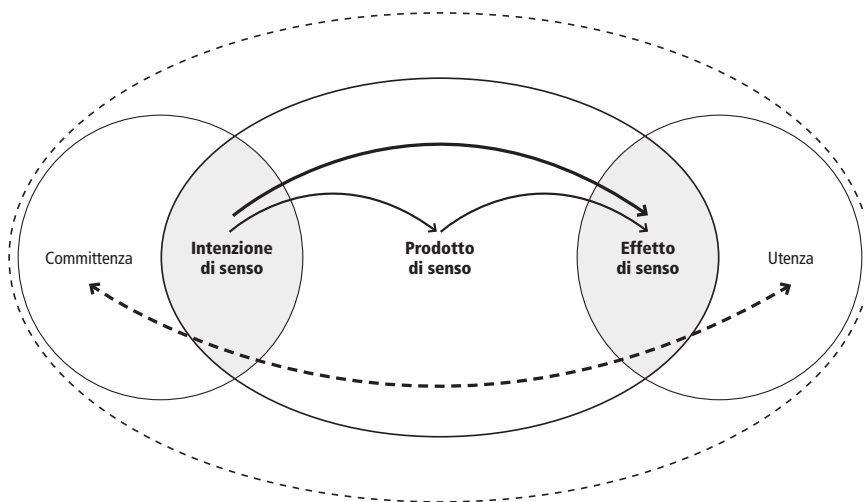 Committenza
Intenzione
di senso
Prodotto
di senso
Effetto
di senso
Utenza